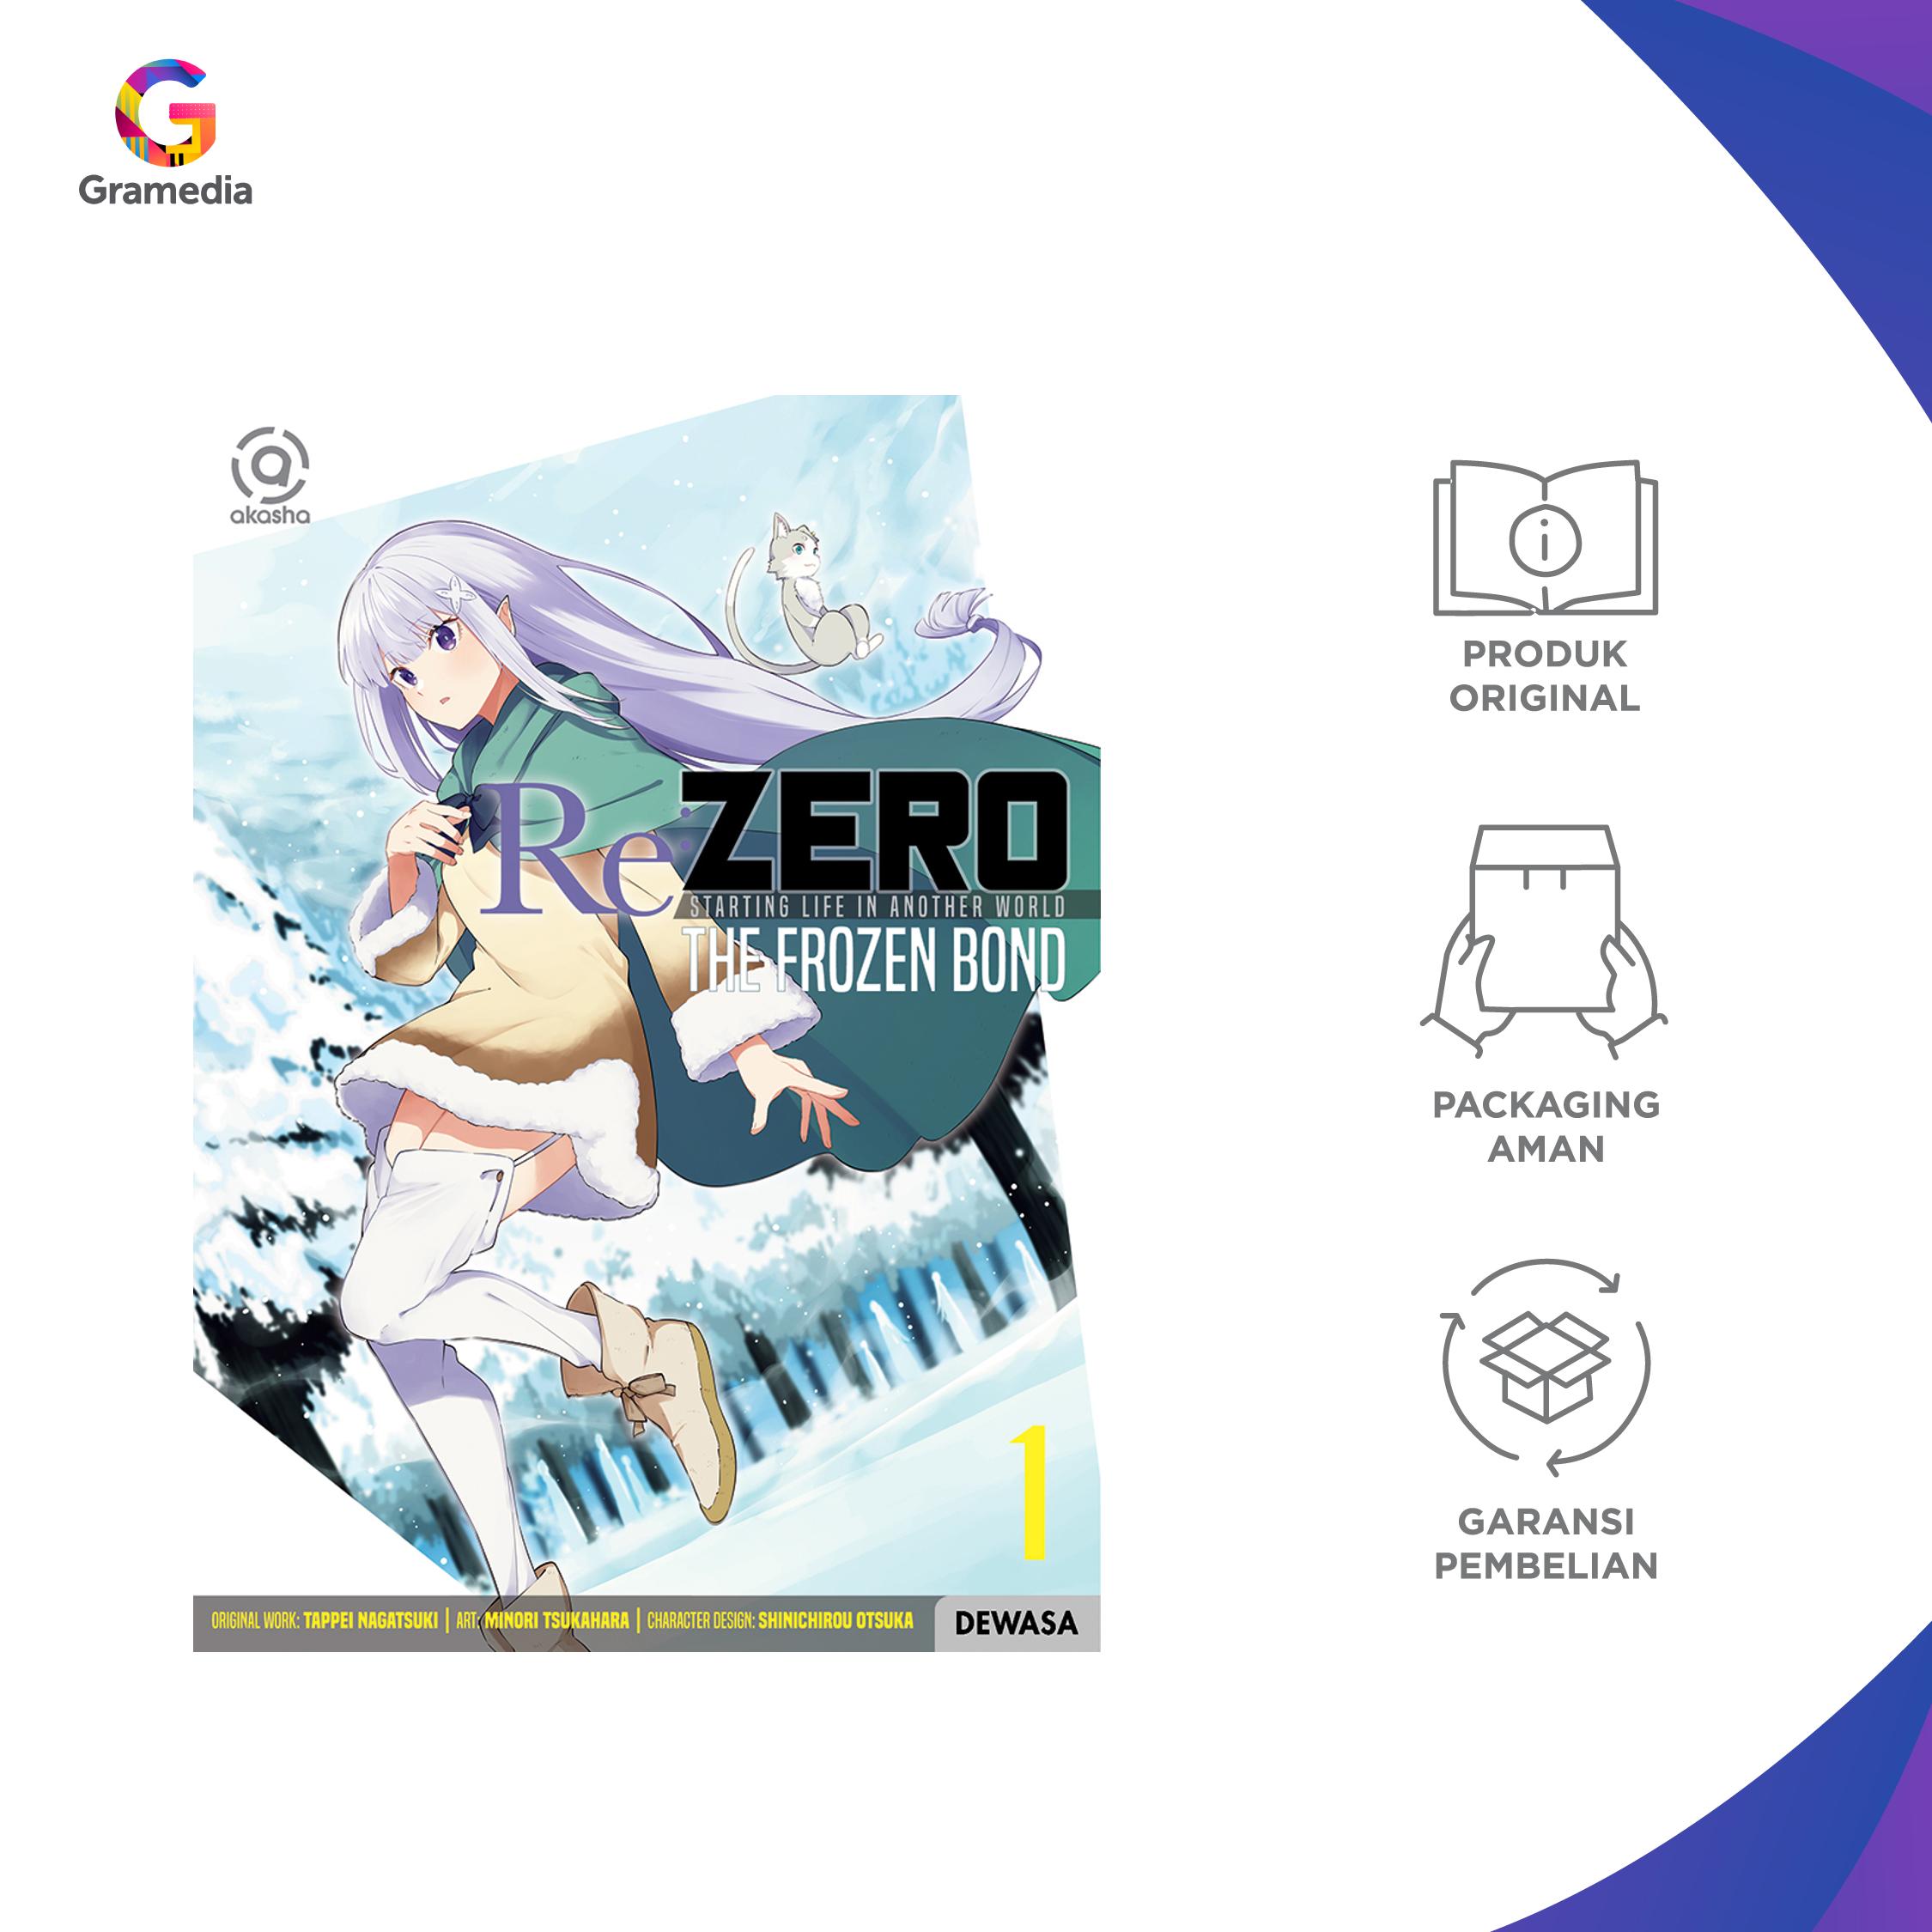 Gramedia
akasha
Re:ZERO
STARTING LIFE IN ANOTHER WORLD
THE FROZEN BOND
1
ORIGINAL WORK: TAPPEI NAGATSUKI | ART: MINORI TSUKAHARA | CHARACTER DESIGN: SHINICHIROU OTSUKA
DEWASA
PRODUK
ORIGINAL
PACKAGING
AMAN
GARANSI
PEMBELIAN